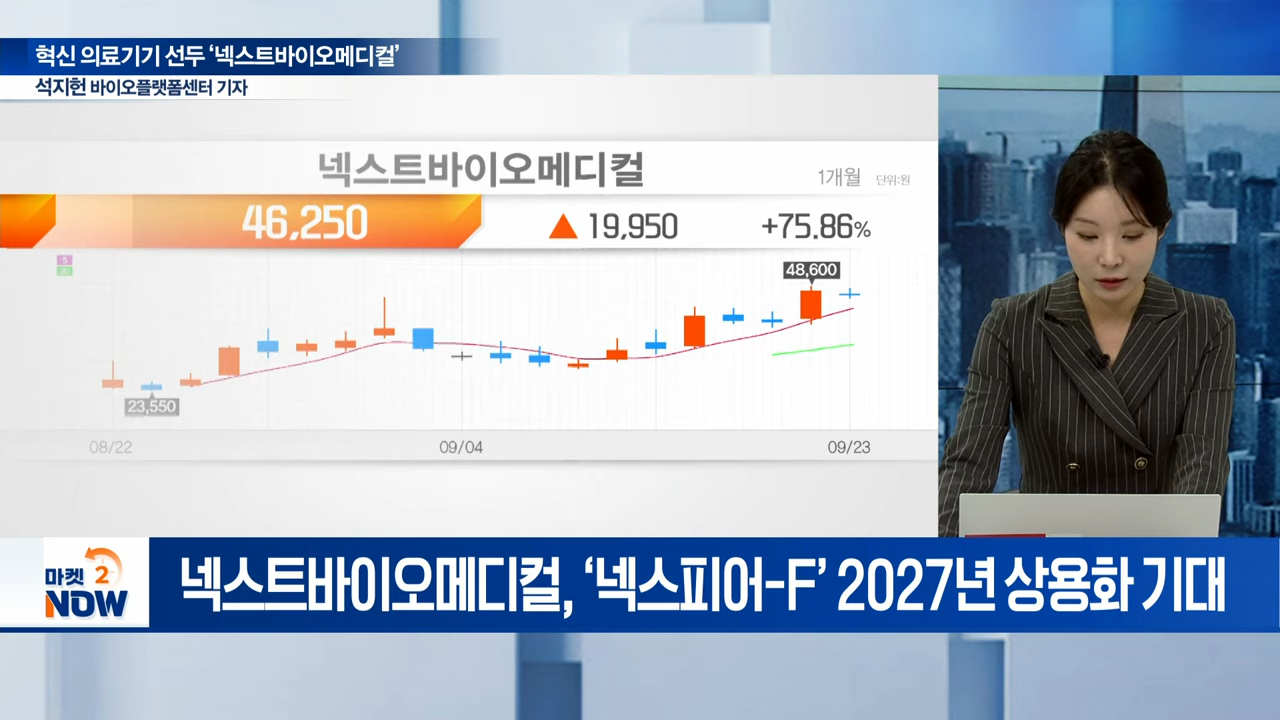 혁신 의료기기 선두 ‘넥스트바이오메디컬’
석지헌 바이오플랫폼센터 기자
넥스트바이오메디컬
1개월 단위:원
46,250 ▲ 19,950 +75.86%
5
20
48,600
23,550
08/22 09/04 09/23
마켓 2
NOW
넥스트바이오메디컬, ‘넥스피어-F’ 2027년 상용화 기대